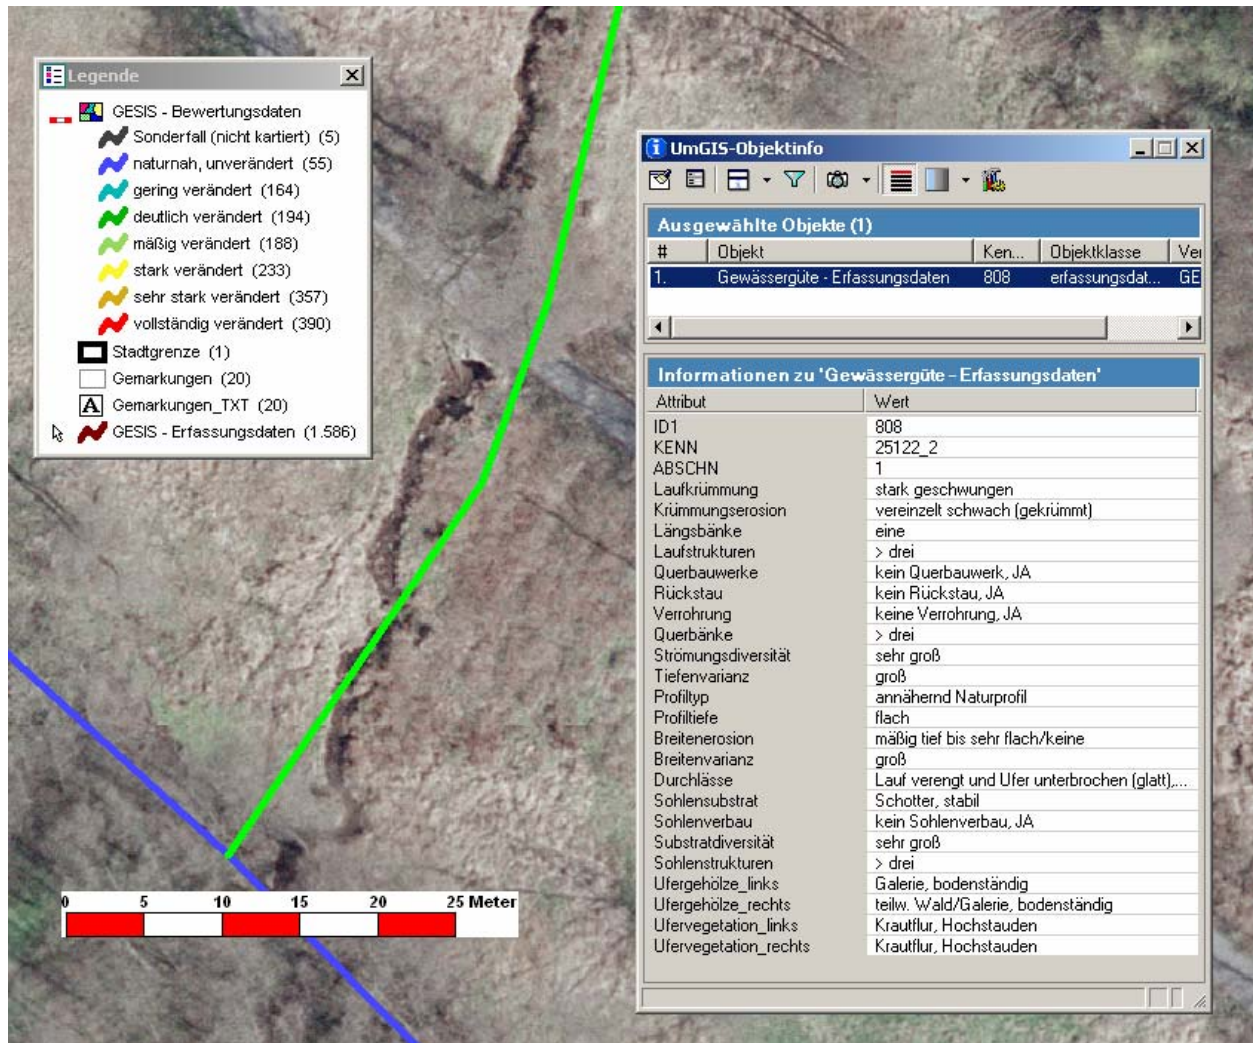 Legende
GESIS - Bewertungsdaten
Sonderfall (nicht kartiert) (5)
naturnah, unverändert (55)
gering verändert (164)
deutlich verändert (194)
mäßig verändert (188)
stark verändert (233)
sehr stark verändert (357)
vollständig verändert (390)
Stadtgrenze (1)
Gemarkungen (20)
A Gemarkungen_TXT (20)
GESIS - Erfassungsdaten (1.586)
UmGIS-Objektinfo
Ausgewählte Objekte (1)
# Objekt Ken... Objektklasse Ver
1. Gewässergüte - Erfassungsdaten 808 erfassungsdat... GE
Informationen zu 'Gewässergüte - Erfassungsdaten'
Attribut Wert
ID1 808
KENN 25122_2
ABSCHN 1
Laufkrümmung stark geschwungen
Krümmungserosion vereinzelt schwach (gekrümmt)
Längsbänke eine
Laufstrukturen > drei
Querbauwerke kein Querbauwerk, JA
Rückstau kein Rückstau, JA
Verrohrung keine Verrohrung, JA
Querbänke > drei
Strömungsdiversität sehr groß
Tiefenvarianz groß
Profiltyp annähernd Naturprofil
Profiltiefe flach
Breitenerosion mäßig tief bis sehr flach/keine
Breitenvarianz groß
Durchlässe Lauf verengt und Ufer unterbrochen (glatt),...
Sohlensubstrat Schotter, stabil
Sohlenverbau kein Sohlenverbau, JA
Substratdiversität sehr groß
Sohlenstrukturen > drei
Ufergehölze_links Galerie, bodenständig
Ufergehölze_rechts teilw. Wald/Galerie, bodenständig
Ufervegetation_links Krautflur, Hochstauden
Ufervegetation_rechts Krautflur, Hochstauden
0 5 10 15 20 25 Meter